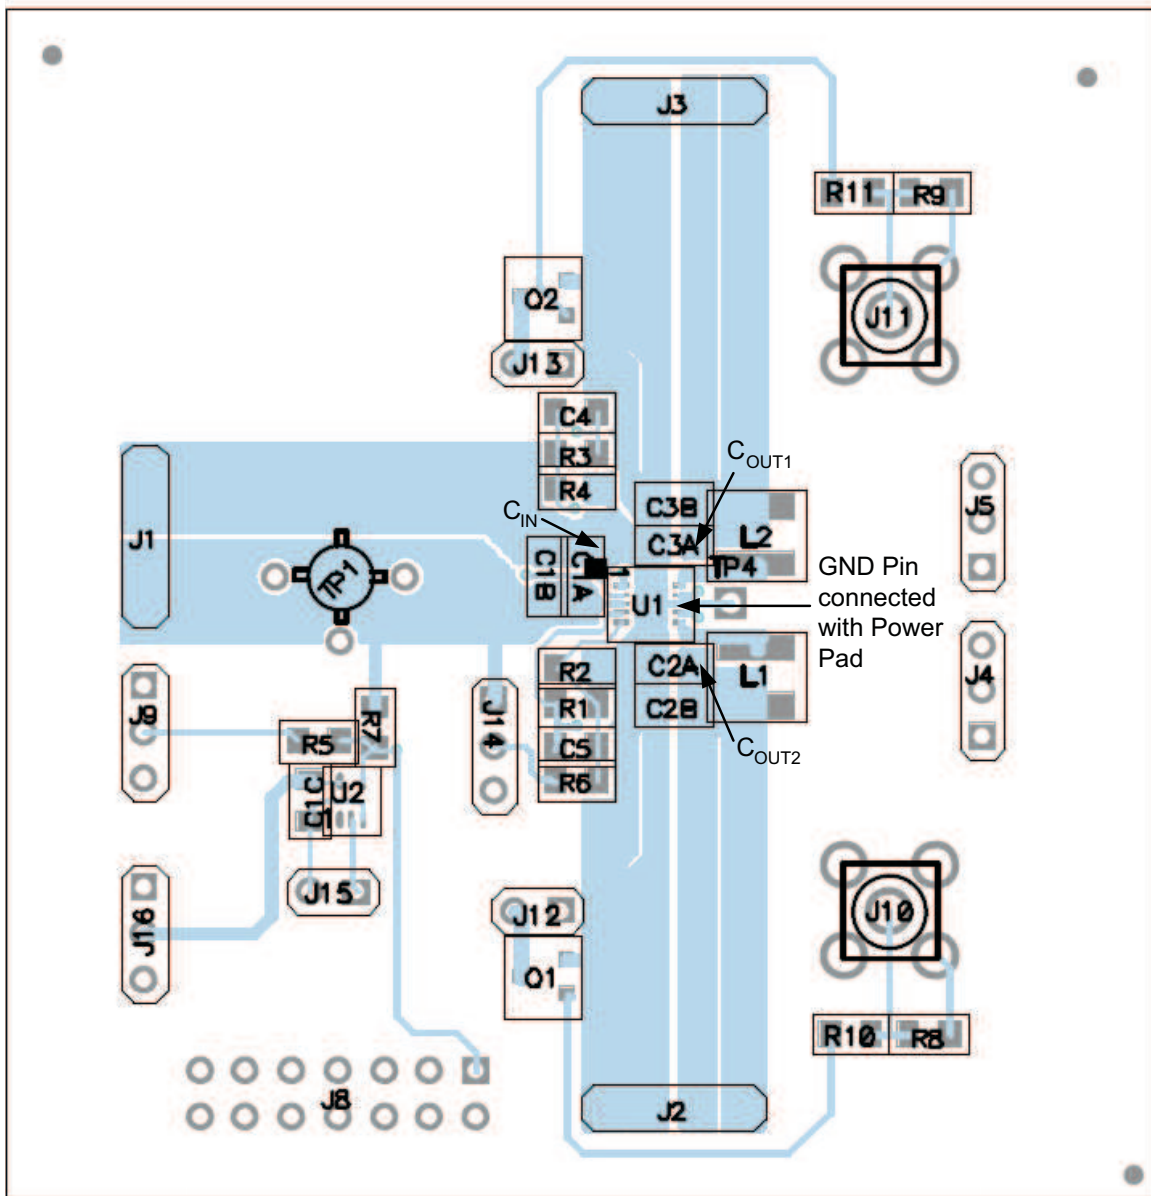 J3
R11 R9
Q2
J11
J13
C4
R3
COUT1
R4
J5
C3B
CIN
L2
C3A
J1
TP4
GND Pin
connected
with Power
Pad
C1B
C1A
1
TP1
U1
R2
C2A
L1
J4
J9
R1
C2B
J14
R7
R5
C5
COUT2
R6
U2
C1C
1
J15
J12
J10
J16
Q1
R10 R8
J8
J2